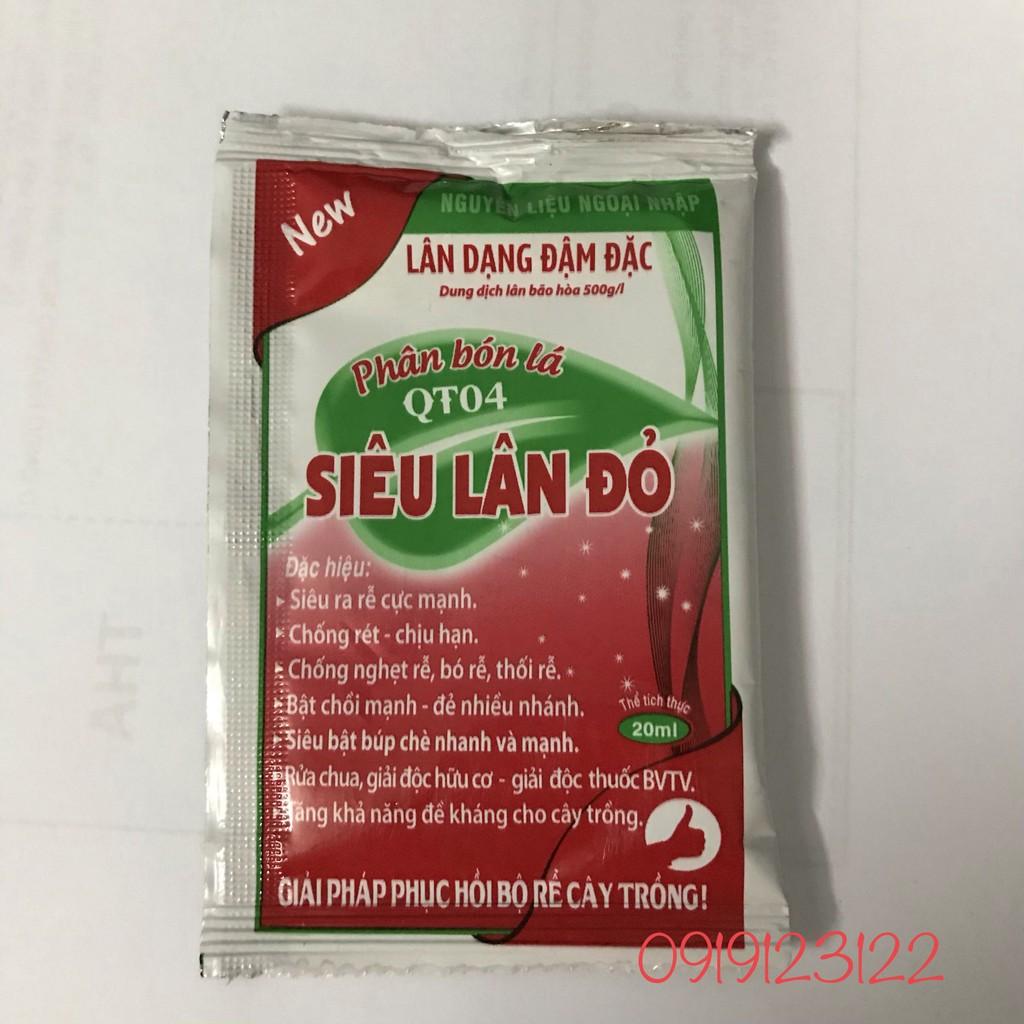 New
NGUYÊN LIỆU NGOẠI NHẬP
LÂN DẠNG ĐẬM ĐẶC
Dung dịch lân bão hòa 500g/l
Phân bón lá
QT04
SIÊU LÂN ĐỎ
Đặc hiệu:
Siêu ra rễ cực mạnh.
Chống rét - chịu hạn.
Chống nghẹt rễ, bó rễ, thối rễ.
Bật chồi mạnh - đẻ nhiều nhánh.
Thể tích thực
20ml
Siêu bật búp chè nhanh và mạnh.
Rửa chua, giải độc hữu cơ - giải độc thuốc BVTV.
Tăng khả năng đề kháng cho cây trồng.
GIẢI PHÁP PHỤC HỒI BỘ RỄ CÂY TRỒNG!
0919123122